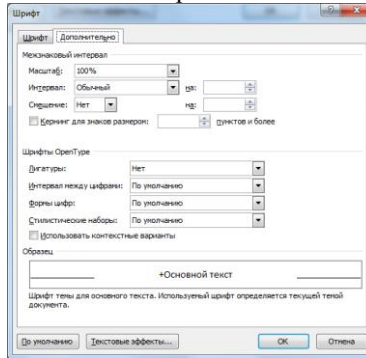 Шрифт
Шрифт Дополнительно
Межзнаковый интервал
Масштаб: 100%
Интервал: Обычный на:
Смещение: Нет на:
Кернинг для знаков размером: пунктов и более
Шрифты OpenType
Лигатуры: Нет
Интервал между цифрами: По умолчанию
Формы цифр: По умолчанию
Стилистические наборы: По умолчанию
Использовать контекстные варианты
Образец
+Основной текст
Шрифт темы для основного текста. Используемый шрифт определяется текущей темой
документа.
По умолчанию Текстовые эффекты... ОК Отмена